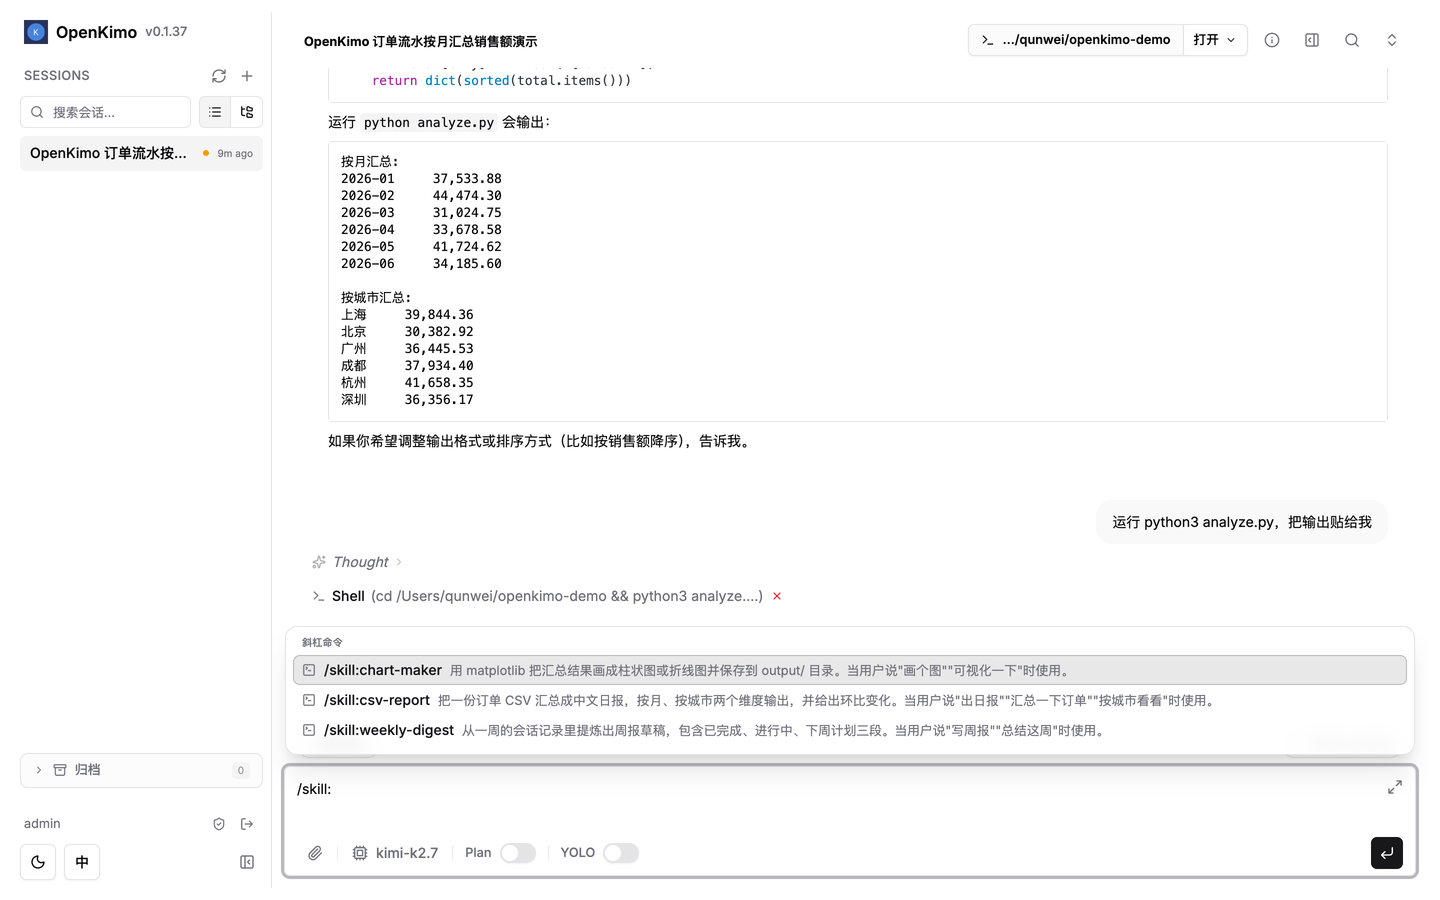 OpenKimo v0.1.37
SESSIONS
搜索会话...
OpenKimo 订单流水按... 9m ago
归档 0
admin
中
OpenKimo 订单流水按月汇总销售额演示
.../qunwei/openkimo-demo 打开
return dict(sorted(total.items()))
运行 python analyze.py 会输出：
按月汇总:
2026-01 37,533.88
2026-02 44,474.30
2026-03 31,024.75
2026-04 33,678.58
2026-05 41,724.62
2026-06 34,185.60
按城市汇总:
上海 39,844.36
北京 30,382.92
广州 36,445.53
成都 37,934.40
杭州 41,658.35
深圳 36,356.17
如果你希望调整输出格式或排序方式（比如按销售额降序），告诉我。
运行 python3 analyze.py，把输出贴给我
Thought
Shell (cd /Users/qunwei/openkimo-demo && python3 analyze....)
斜杠命令
/skill:chart-maker 用 matplotlib 把汇总结果画成柱状图或折线图并保存到 output/ 目录。当用户说"画个图""可视化一下"时使用。
/skill:csv-report 把一份订单 CSV 汇总成中文日报，按月、按城市两个维度输出，并给出环比变化。当用户说"出日报""汇总一下订单""按城市看看"时使用。
/skill:weekly-digest 从一周的会话记录里提炼出周报草稿，包含已完成、进行中、下周计划三段。当用户说"写周报""总结这周"时使用。
/skill:
kimi-k2.7 Plan YOLO